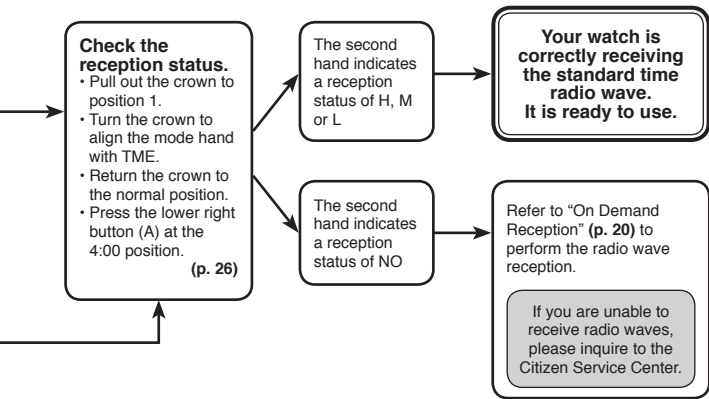 Check the
reception status.
• Pull out the crown to
position 1.
• Turn the crown to
align the mode hand
with TME.
• Return the crown to
the normal position.
• Press the lower right
button (A) at the
4:00 position.
(p. 26)
The second
hand indicates
a reception
status of H, M
or L
Your watch is
correctly receiving
the standard time
radio wave.
It is ready to use.
The second
hand indicates
a reception
status of NO
Refer to “On Demand
Reception” (p. 20) to
perform the radio wave
reception.
If you are unable to
receive radio waves,
please inquire to the
Citizen Service Center.